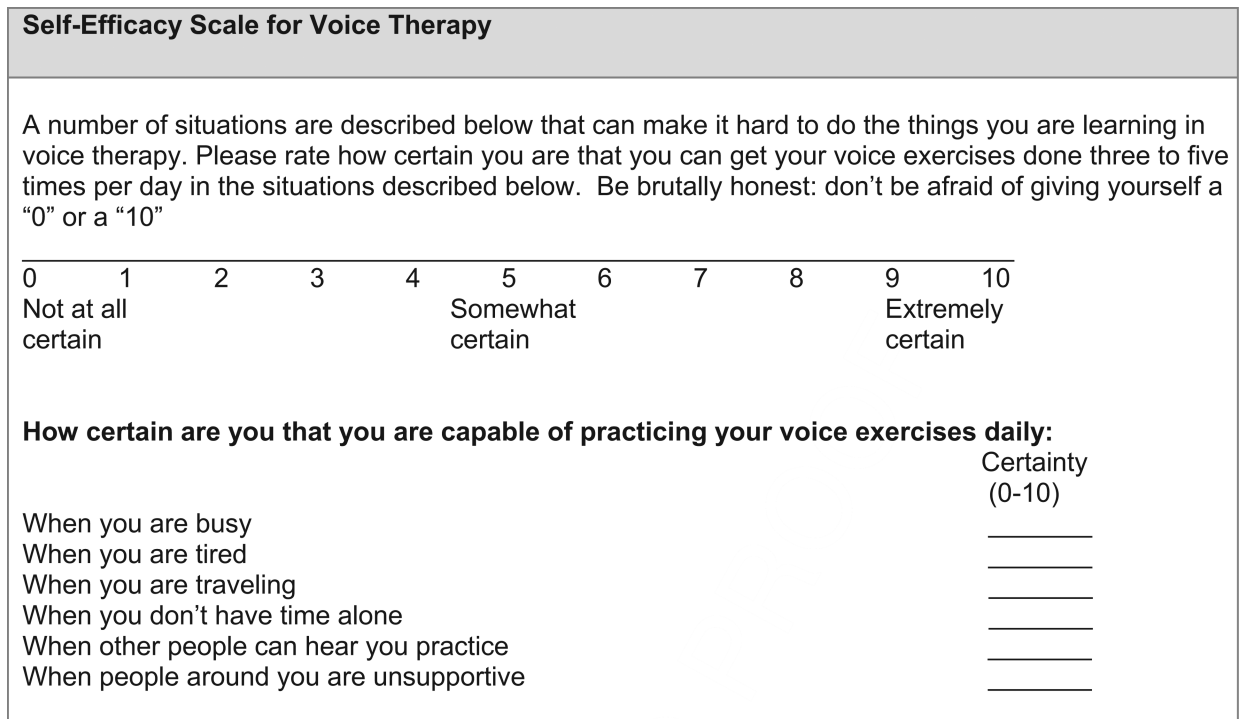 Self-Efficacy Scale for Voice Therapy
A number of situations are described below that can make it hard to do the things you are learning in
voice therapy. Please rate how certain you are that you can get your voice exercises done three to five
times per day in the situations described below.  Be brutally honest: don’t be afraid of giving yourself a
“0” or a “10”
0 1 2 3 4 5 6 7 8 9 10
Not at all Somewhat Extremely
certain certain certain
How certain are you that you are capable of practicing your voice exercises daily:
Certainty
(0-10)
When you are busy
When you are tired
When you are traveling
When you don’t have time alone
When other people can hear you practice
When people around you are unsupportive